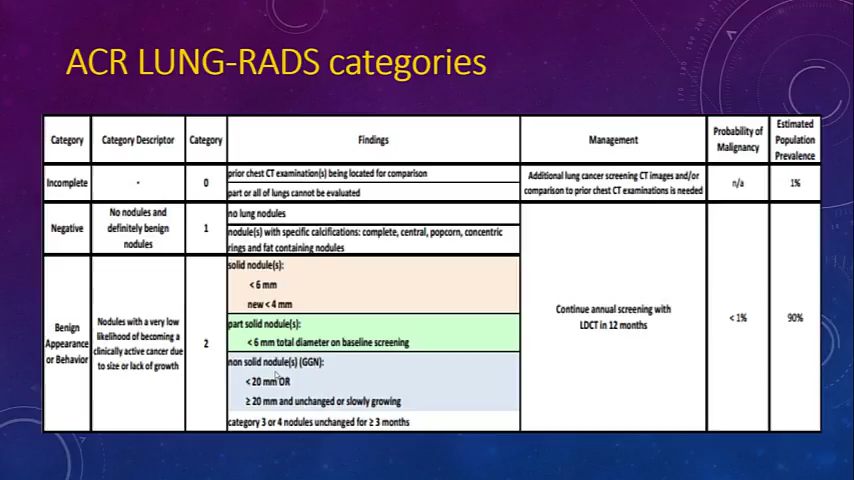 ACR LUNG-RADS categories
Category
Category Descriptor
Category
Findings
Management
Probability of
Malignancy
Estimated
Population
Prevalence
Incomplete
-
0
prior chest CT examination(s) being located for comparison
part or all of lungs cannot be evaluated
Additional lung cancer screening CT images and/or
comparison to prior chest CT examinations is needed
n/a
1%
Negative
No nodules and
definitely benign
nodules
1
no lung nodules
nodule(s) with specific calcifications: complete, central, popcorn, concentric
rings and fat containing nodules
Benign
Appearance
or Behavior
Nodules with a very low
likelihood of becoming a
clinically active cancer due
to size or lack of growth
2
solid nodule(s):
< 6 mm
new < 4 mm
part solid nodule(s):
< 6 mm total diameter on baseline screening
non solid nodule(s) (GGN):
< 20 mm OR
≥ 20 mm and unchanged or slowly growing
category 3 or 4 nodules unchanged for ≥ 3 months
Continue annual screening with
LDCT in 12 months
< 1%
90%